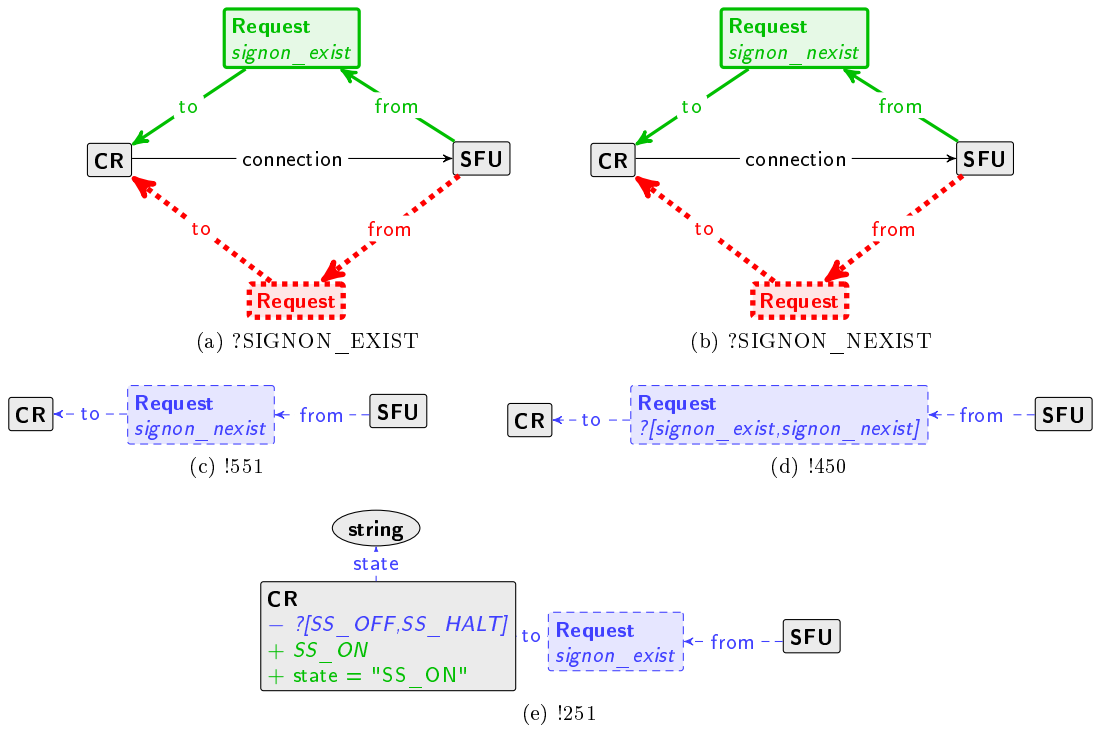 Request
signon_exist
to
from
CR
connection
SFU
to
from
Request
(a) ?SIGNON_EXIST
Request
signon_nexist
to
from
CR
connection
SFU
to
from
Request
(b) ?SIGNON_NEXIST
CR
to
Request
signon_nexist
from
SFU
(c) !551
CR
to
Request
?[signon_exist,signon_nexist]
from
SFU
(d) !450
string
state
CR
− ?[SS_OFF,SS_HALT]
+ SS_ON
+ state = "SS_ON"
to
Request
signon_exist
from
SFU
(e) !251